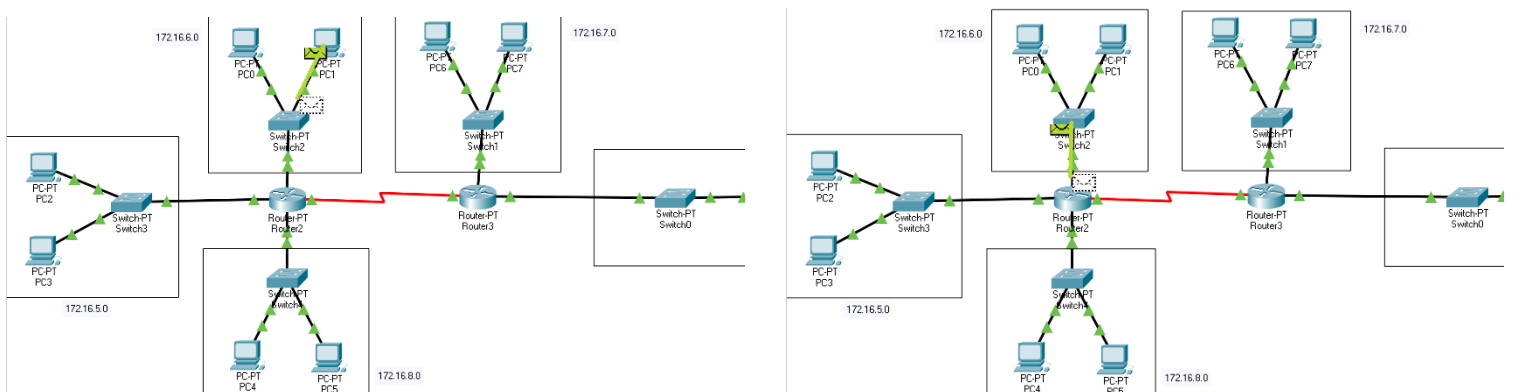 172.16.6.0
PC-PT
PC0
PC-PT
PC1
Switch-PT
Switch2
172.16.7.0
PC-PT
PC6
PC-PT
PC7
Switch-PT
Switch1
PC-PT
PC2
Switch-PT
Switch3
PC-PT
PC3
172.16.5.0
Router-PT
Router2
Router-PT
Router3
Switch-PT
Switch0
Switch-PT
Switch4
PC-PT
PC4
PC-PT
PC5
172.16.8.0
172.16.6.0
PC-PT
PC0
PC-PT
PC1
Switch-PT
Switch2
172.16.7.0
PC-PT
PC6
PC-PT
PC7
Switch-PT
Switch1
PC-PT
PC2
Switch-PT
Switch3
PC-PT
PC3
172.16.5.0
Router-PT
Router2
Router-PT
Router3
Switch-PT
Switch0
Switch-PT
Switch4
PC-PT
PC4
PC-PT
PC5
172.16.8.0